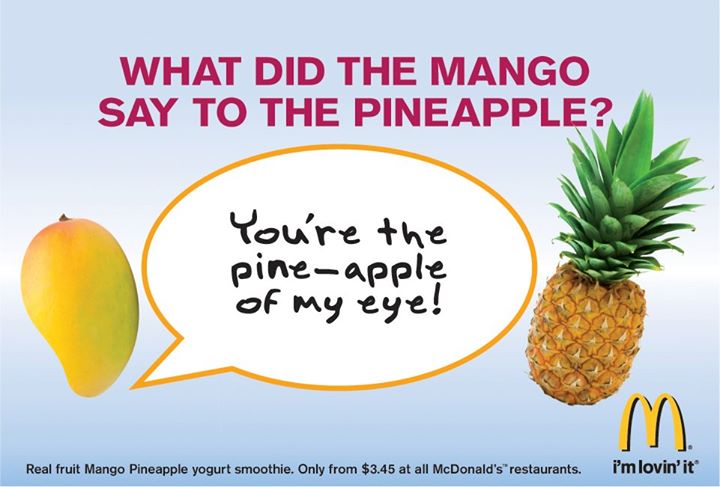 WHAT DID THE MANGO
SAY TO THE PINEAPPLE?
You're the
pine-apple
of my eye!
Real fruit Mango Pineapple yogurt smoothie. Only from $3.45 at all McDonald's™ restaurants.
M®
i'm lovin' it®